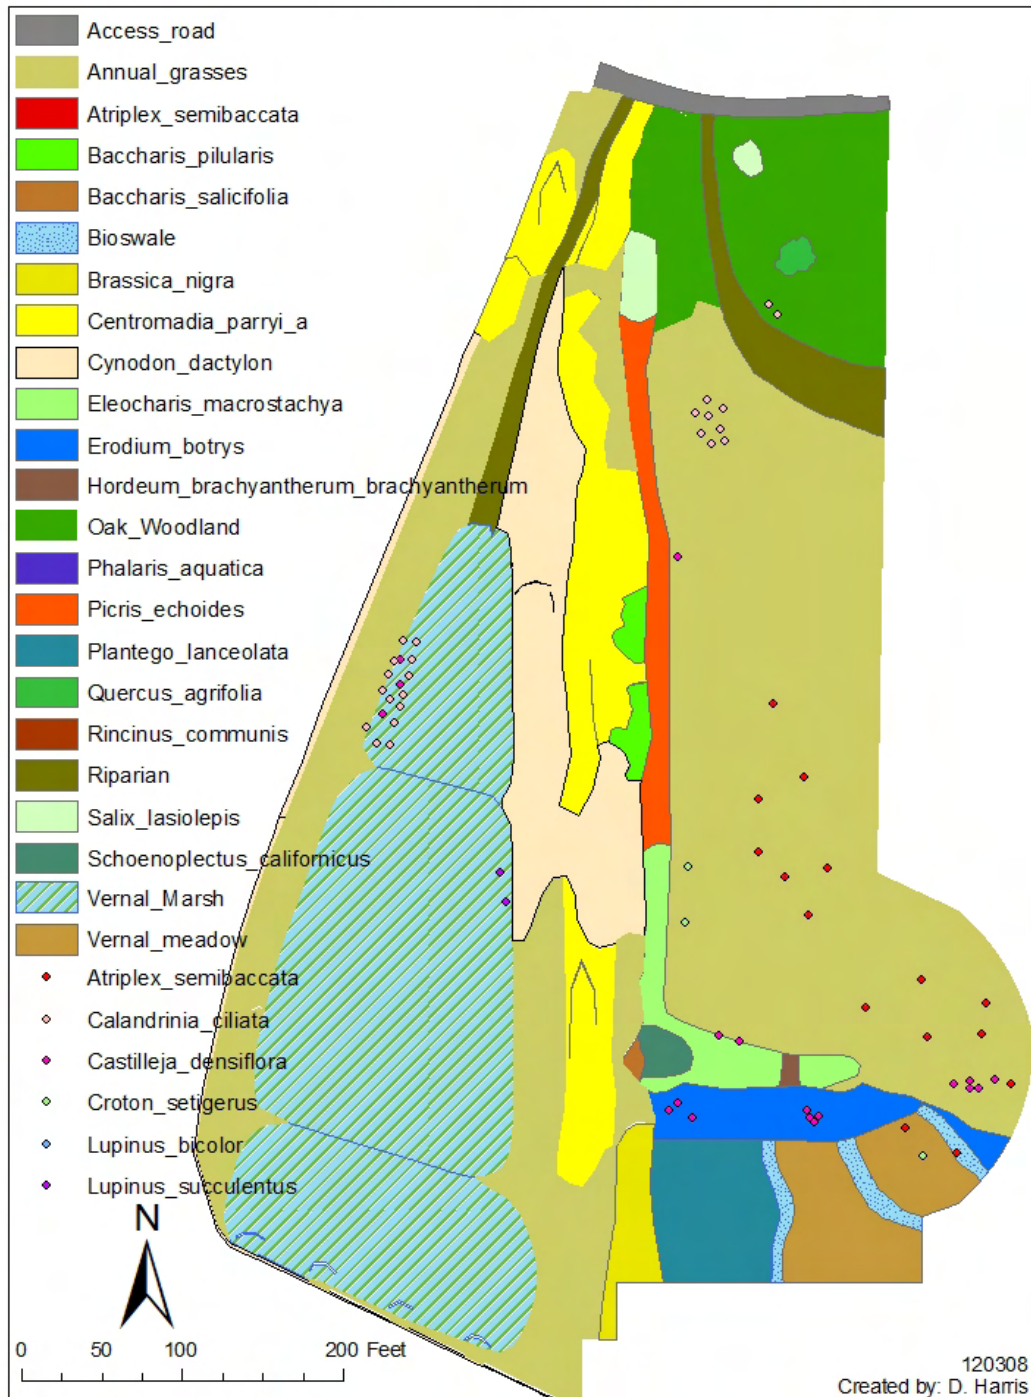 Access_road
Annual_grasses
Atriplex_semibaccata
Baccharis_pilularis
Baccharis_salicifolia
Bioswale
Brassica_nigra
Centromadia_parryi_a
Cynodon_dactylon
Eleocharis_macrostachya
Erodium_botrys
Hordeum_brachyantherum_brachyantherum
Oak_Woodland
Phalaris_aquatica
Picris_echoides
Plantego_lanceolata
Quercus_agrifolia
Rincinus_communis
Riparian
Salix_lasiolepis
Schoenoplectus_californicus
Vernal_Marsh
Vernal_meadow
Atriplex_semibaccata
Calandrinia_ciliata
Castilleja_densiflora
Croton_setigerus
Lupinus_bicolor
Lupinus_succulentus
N
0 50 100 200 Feet
120308
Created by: D. Harris